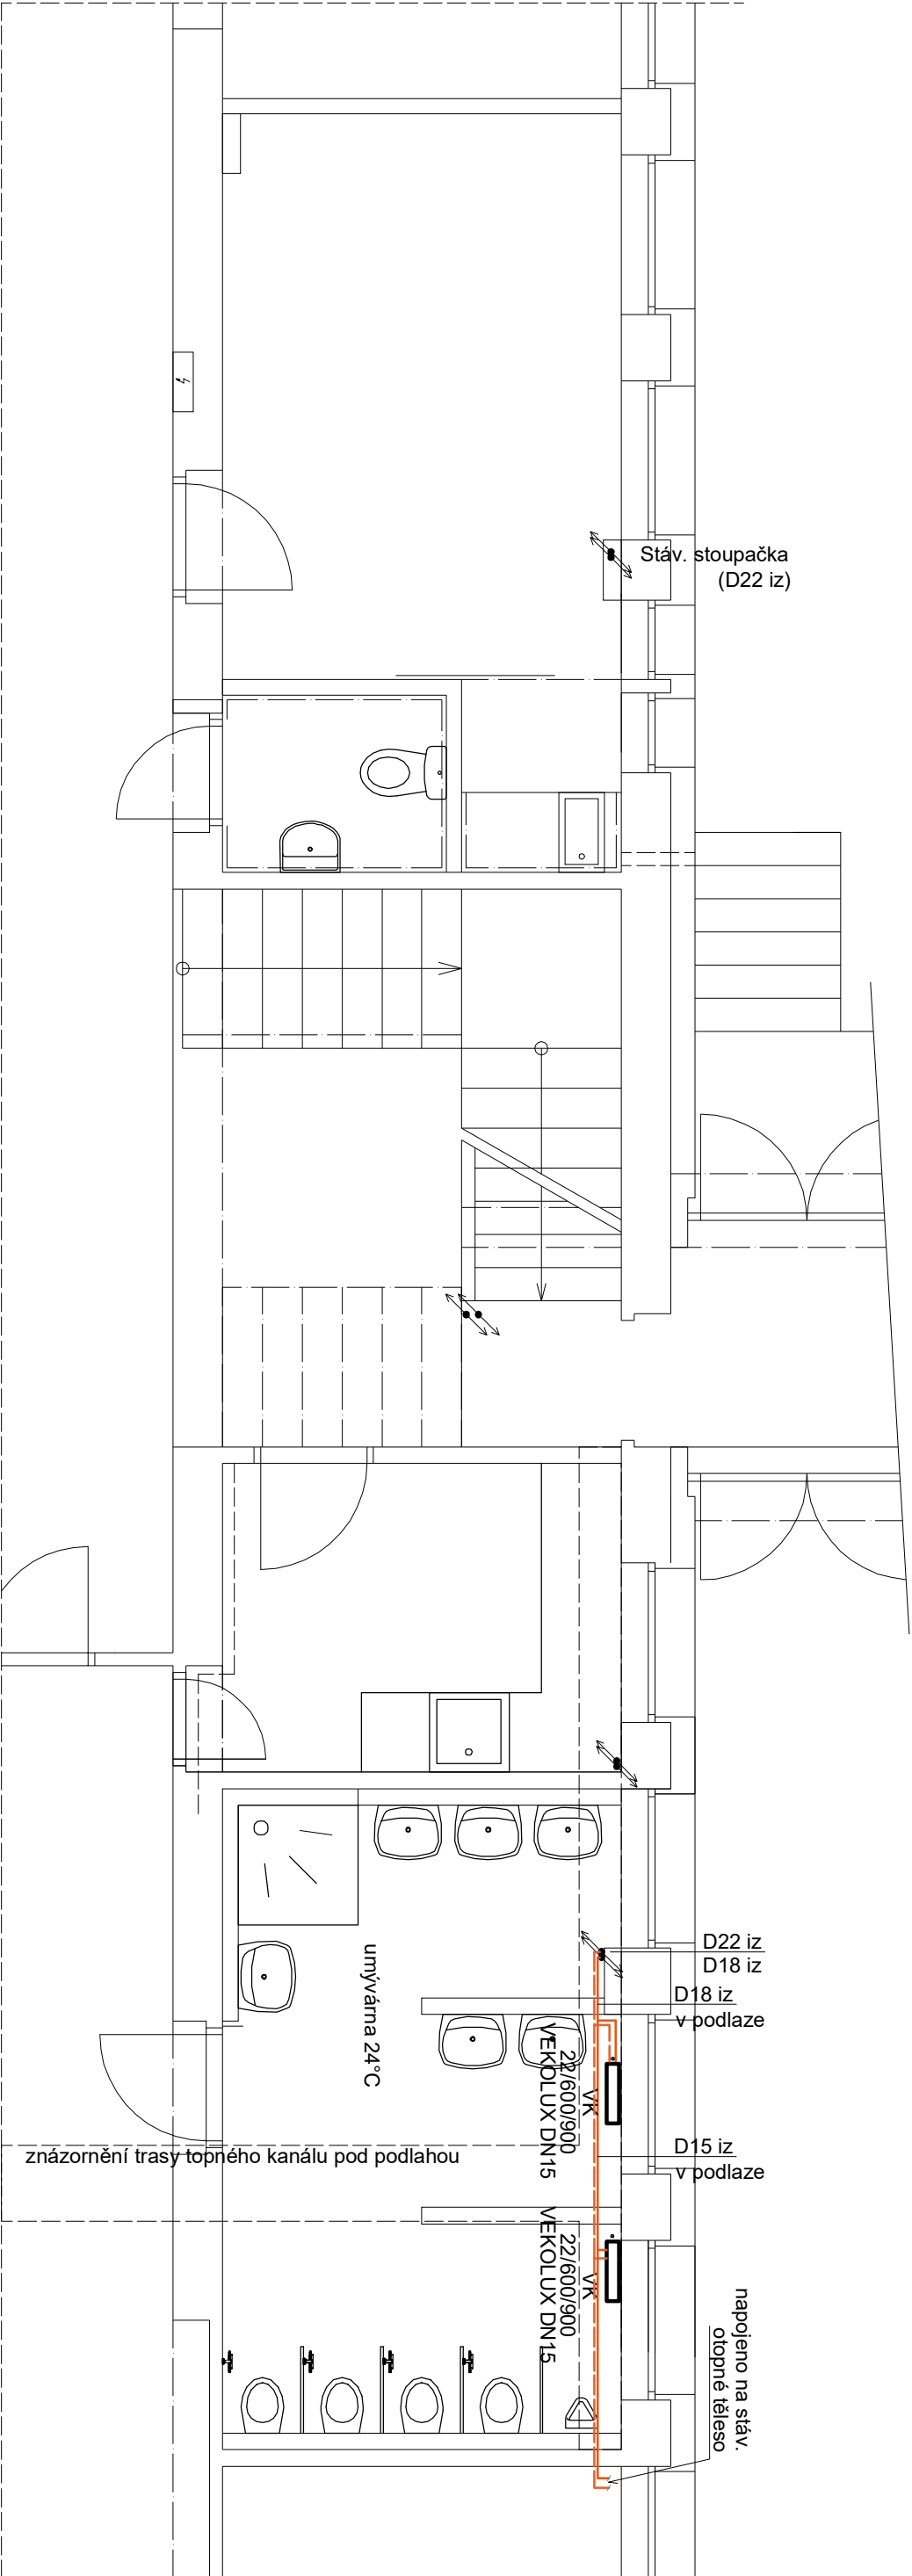 Stáv. stoupačka
(D22 iz)
D22 iz
D18 iz
D18 iz
v podlaze
umývárna 24°C
VK
22/600/900
VEKOLUX DN15
D15 iz
v podlaze
znázornění trasy topného kanálu pod podlahou
VK
22/600/900
VEKOLUX DN15
napojeno na stáv.
otopné těleso